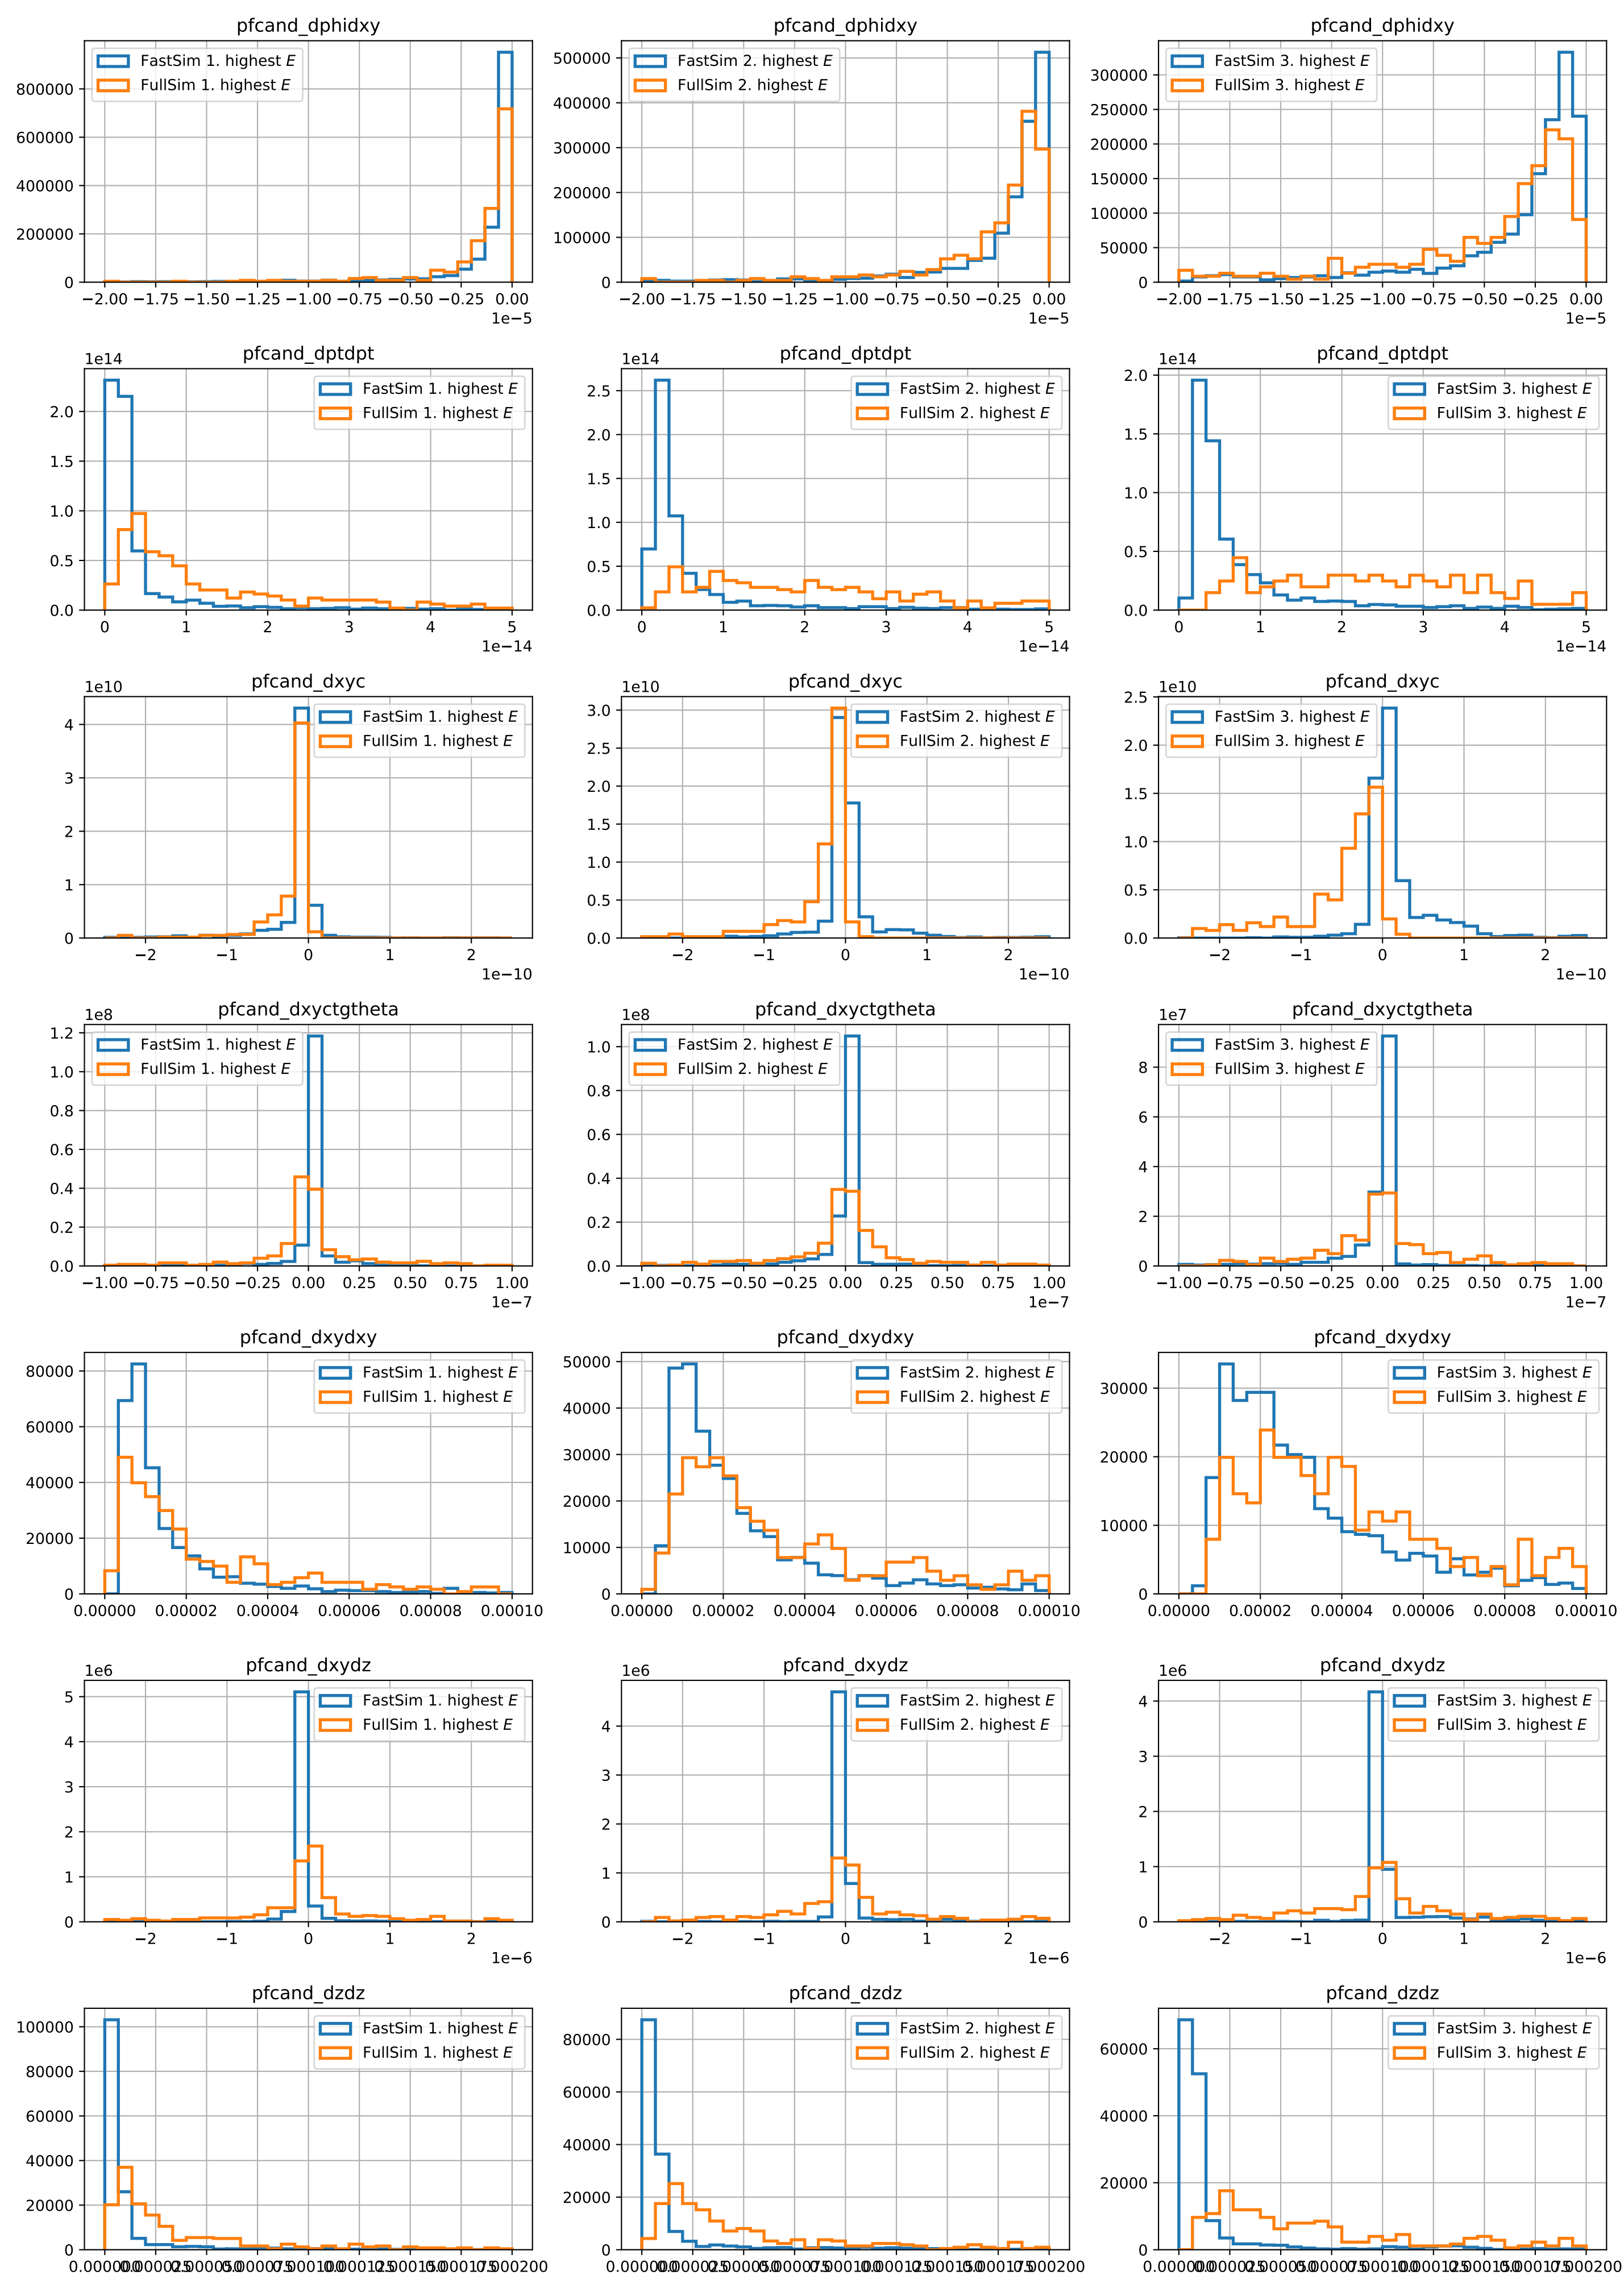 pfcand_dphidxy
FastSim 1. highest E
FullSim 1. highest E
800000
600000
400000
200000
0
−2.00 −1.75 −1.50 −1.25 −1.00 −0.75 −0.50 −0.25 0.00
1e−5
pfcand_dphidxy
FastSim 2. highest E
FullSim 2. highest E
500000
400000
300000
200000
100000
0
−2.00 −1.75 −1.50 −1.25 −1.00 −0.75 −0.50 −0.25 0.00
1e−5
pfcand_dphidxy
FastSim 3. highest E
FullSim 3. highest E
300000
250000
200000
150000
100000
50000
0
−2.00 −1.75 −1.50 −1.25 −1.00 −0.75 −0.50 −0.25 0.00
1e−5
1e14
pfcand_dptdpt
FastSim 1. highest E
FullSim 1. highest E
2.0
1.5
1.0
0.5
0.0
0 1 2 3 4 5
1e−14
1e14
pfcand_dptdpt
FastSim 2. highest E
FullSim 2. highest E
2.5
2.0
1.5
1.0
0.5
0.0
0 1 2 3 4 5
1e−14
1e14
pfcand_dptdpt
FastSim 3. highest E
FullSim 3. highest E
2.0
1.5
1.0
0.5
0.0
0 1 2 3 4 5
1e−14
1e10
pfcand_dxyc
FastSim 1. highest E
FullSim 1. highest E
4
3
2
1
0
−2 −1 0 1 2
1e−10
1e10
pfcand_dxyc
FastSim 2. highest E
FullSim 2. highest E
3.0
2.5
2.0
1.5
1.0
0.5
0.0
−2 −1 0 1 2
1e−10
1e10
pfcand_dxyc
FastSim 3. highest E
FullSim 3. highest E
2.5
2.0
1.5
1.0
0.5
0.0
−2 −1 0 1 2
1e−10
1e8
pfcand_dxyctgtheta
FastSim 1. highest E
FullSim 1. highest E
1.2
1.0
0.8
0.6
0.4
0.2
0.0
−1.00 −0.75 −0.50 −0.25 0.00 0.25 0.50 0.75 1.00
1e−7
1e8
pfcand_dxyctgtheta
FastSim 2. highest E
FullSim 2. highest E
1.0
0.8
0.6
0.4
0.2
0.0
−1.00 −0.75 −0.50 −0.25 0.00 0.25 0.50 0.75 1.00
1e−7
1e7
pfcand_dxyctgtheta
FastSim 3. highest E
FullSim 3. highest E
8
6
4
2
0
−1.00 −0.75 −0.50 −0.25 0.00 0.25 0.50 0.75 1.00
1e−7
pfcand_dxydxy
FastSim 1. highest E
FullSim 1. highest E
80000
60000
40000
20000
0
0.00000 0.00002 0.00004 0.00006 0.00008 0.00010
pfcand_dxydxy
FastSim 2. highest E
FullSim 2. highest E
50000
40000
30000
20000
10000
0
0.00000 0.00002 0.00004 0.00006 0.00008 0.00010
pfcand_dxydxy
FastSim 3. highest E
FullSim 3. highest E
30000
20000
10000
0
0.00000 0.00002 0.00004 0.00006 0.00008 0.00010
1e6
pfcand_dxydz
FastSim 1. highest E
FullSim 1. highest E
5
4
3
2
1
0
−2 −1 0 1 2
1e−6
1e6
pfcand_dxydz
FastSim 2. highest E
FullSim 2. highest E
4
3
2
1
0
−2 −1 0 1 2
1e−6
1e6
pfcand_dxydz
FastSim 3. highest E
FullSim 3. highest E
4
3
2
1
0
−2 −1 0 1 2
1e−6
pfcand_dzdz
FastSim 1. highest E
FullSim 1. highest E
100000
80000
60000
40000
20000
0
pfcand_dzdz
FastSim 2. highest E
FullSim 2. highest E
80000
60000
40000
20000
0
pfcand_dzdz
FastSim 3. highest E
FullSim 3. highest E
60000
40000
20000
0